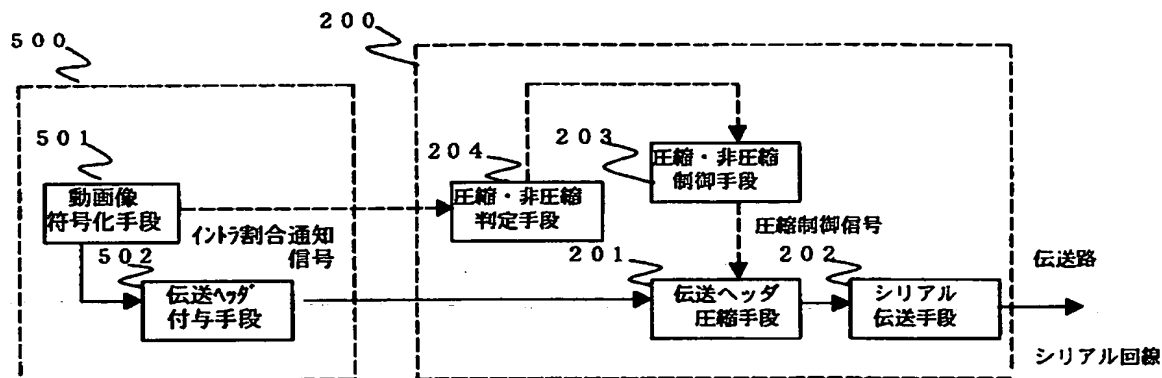 500
200
501
動画像
符号化手段
イントラ割合通知
信号
502
伝送ヘッダ
付与手段
204
圧縮・非圧縮
判定手段
203
圧縮・非圧縮
制御手段
圧縮制御信号
201
伝送ヘッダ
圧縮手段
202
シリアル
伝送手段
伝送路
シリアル回線